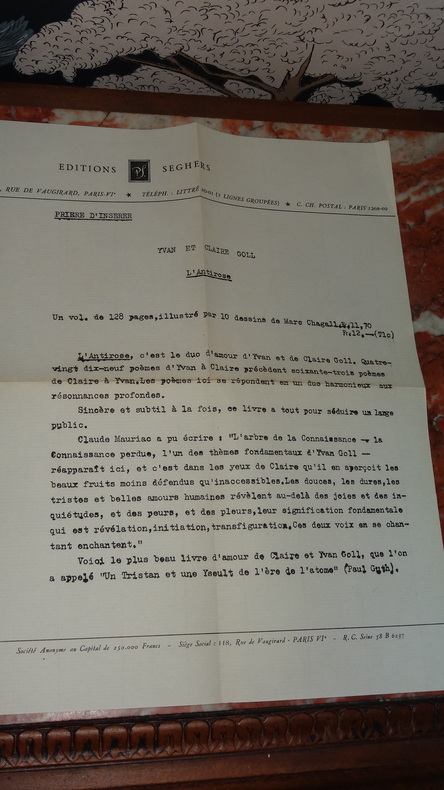 EDITIONS SEGHERS
RUE DE VAUGIRARD, PARIS-VIe ★ TÉLÉPH. : LITTRÉ (2 LIGNES GROUPÉES) ★ C. CH. POSTAL : PARIS
PRIERE D'INSERER
YVAN ET CLAIRE GOLL
L'Antirose
Un vol. de 128 pages,illustré par 10 dessins de Marc Chagall.
R.12.—(Tlc)
L'Antirose, c'est le duo d'amour d'Yvan et de Claire Goll. Quatre-
vingt dix-neuf poèmes d'Yvan à Claire précèdent soixante-trois poèmes
de Claire à Yvan.Les poèmes ici se répondent en un duo harmonieux aux
résonnances profondes.
Sincère et subtil à la fois, ce livre a tout pour séduire un large
public.
Claude Mauriac a pu écrire : "L'arbre de la Connaissance — la
Connaissance perdue, l'un des thèmes fondamentaux d'Yvan Goll —
réapparaît ici, et c'est dans les yeux de Claire qu'il en aperçoit les
beaux fruits moins défendus qu'inaccessibles.Les douces, les dures,les
tristes et belles amours humaines révèlent au-delà des joies et des in-
quiétudes, et des peurs, et des pleurs,leur signification fondamentale
qui est révélation,initiation,transfiguration.Ces deux voix en se chan-
tant enchantent."
Voici le plus beau livre d'amour de Claire et Yvan Goll, que l'on
a appelé "Un Tristan et une Yseult de l'ère de l'atome" (Paul Guth).
Société Anonyme au Capital de 250.000 Francs - Siège Social : 118, Rue de Vaugirard - PARIS VIe - R. C. Seine 58 B 6257